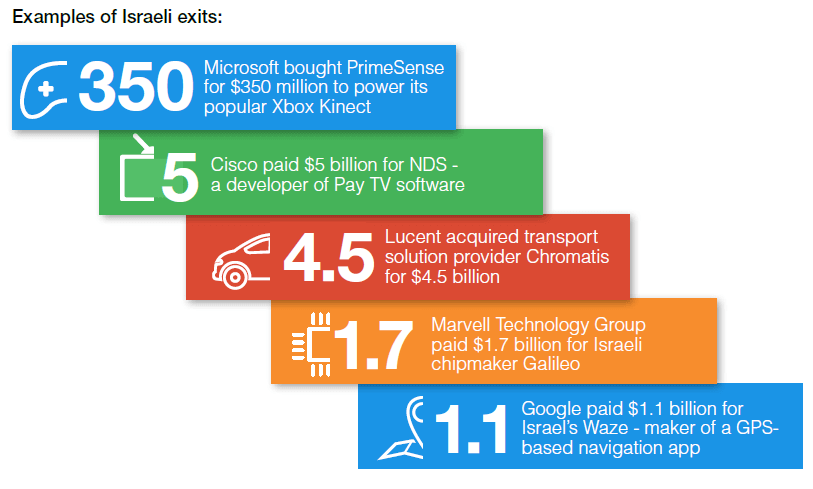 Examples of Israeli exits:
350
Microsoft bought PrimeSense
for $350 million to power its
popular Xbox Kinect
5
Cisco paid $5 billion for NDS -
a developer of Pay TV software
4.5
Lucent acquired transport
solution provider Chromatis
for $4.5 billion
1.7
Marvell Technology Group
paid $1.7 billion for Israeli
chipmaker Galileo
1.1
Google paid $1.1 billion for
Israel's Waze - maker of a GPS-
based navigation app